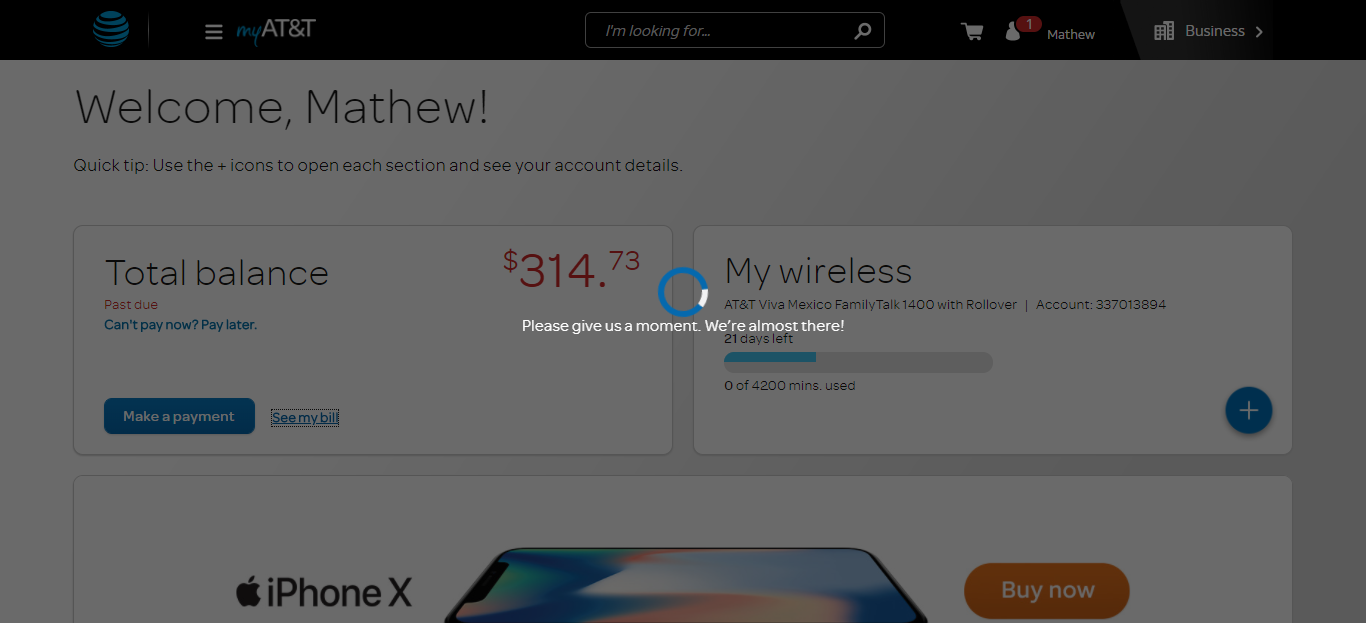 myAT&T
I'm looking for...
1
Mathew
Business
Welcome, Mathew!
Quick tip: Use the + icons to open each section and see your account details.
Total balance
$314.73
Past due
Can't pay now? Pay later.
Make a payment
See my bill
My wireless
AT&T Viva Mexico FamilyTalk 1400 with Rollover | Account: 337013894
Please give us a moment. We're almost there!
21 days left
0 of 4200 mins. used
iPhone X
Buy now